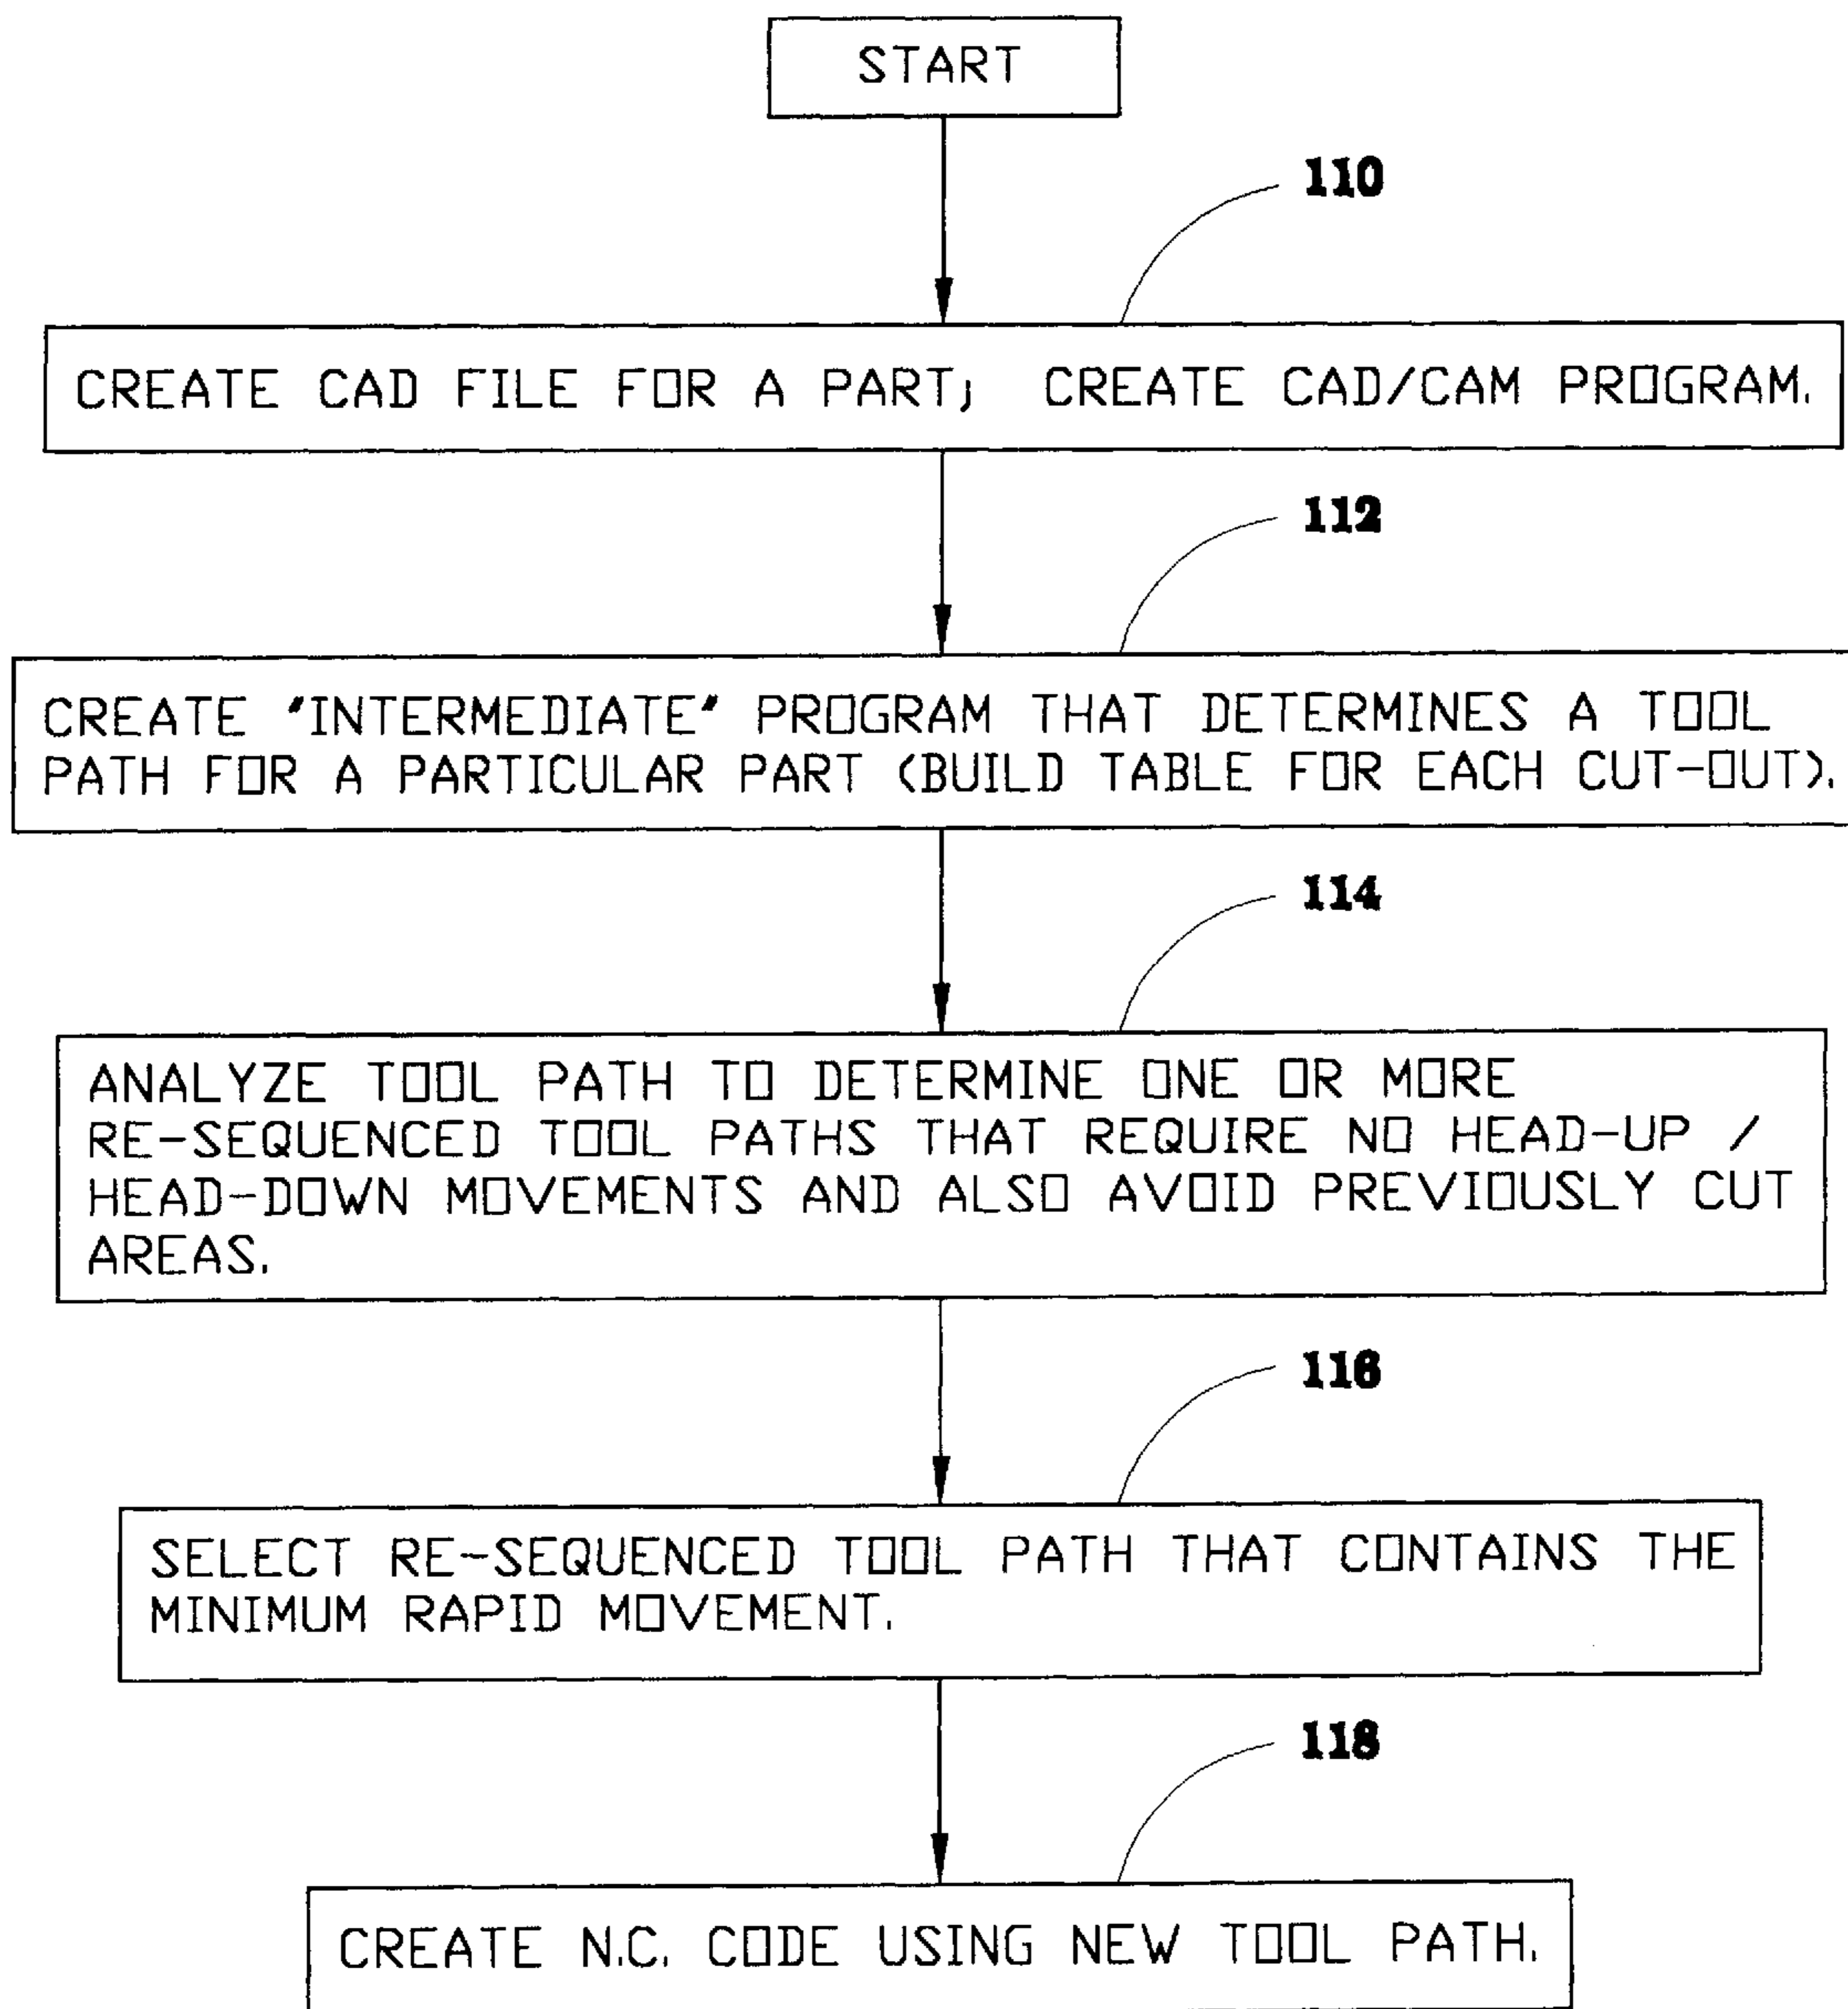 START
110
CREATE CAD FILE FOR A PART; CREATE CAD/CAM PROGRAM.
112
CREATE "INTERMEDIATE" PROGRAM THAT DETERMINES A TOOL
PATH FOR A PARTICULAR PART (BUILD TABLE FOR EACH CUT-OUT).
114
ANALYZE TOOL PATH TO DETERMINE ONE OR MORE
RE-SEQUENCED TOOL PATHS THAT REQUIRE NO HEAD-UP /
HEAD-DOWN MOVEMENTS AND ALSO AVOID PREVIOUSLY CUT
AREAS.
116
SELECT RE-SEQUENCED TOOL PATH THAT CONTAINS THE
MINIMUM RAPID MOVEMENT.
118
CREATE N.C. CODE USING NEW TOOL PATH.